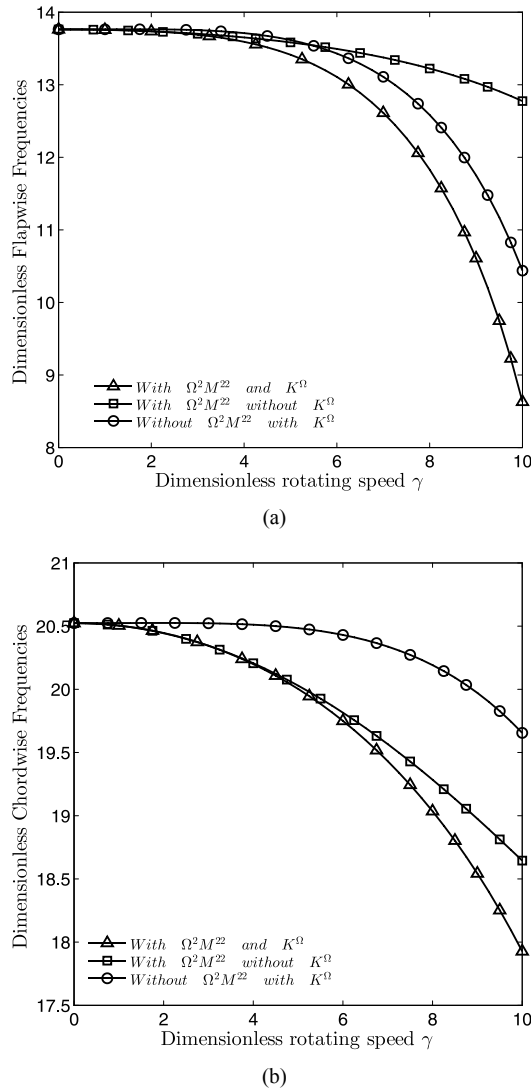 14
13
12
11
10
9
8
0
2
4
6
8
10
Dimensionless Flapwise Frequencies
With Ω²M²² and K^Ω
With Ω²M²² without K^Ω
Without Ω²M²² with K^Ω
Dimensionless rotating speed γ
(a)
21
20.5
20
19.5
19
18.5
18
17.5
0
2
4
6
8
10
Dimensionless Chordwise Frequencies
With Ω²M²² and K^Ω
With Ω²M²² without K^Ω
Without Ω²M²² with K^Ω
Dimensionless rotating speed γ
(b)